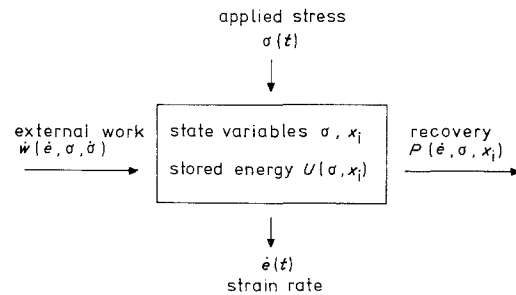 applied stress
σ(t)
external work
ẇ(ė, σ, σ̇)
state variables σ, xᵢ
stored energy U(σ, xᵢ)
recovery
P(ė, σ, xᵢ)
ė(t)
strain rate